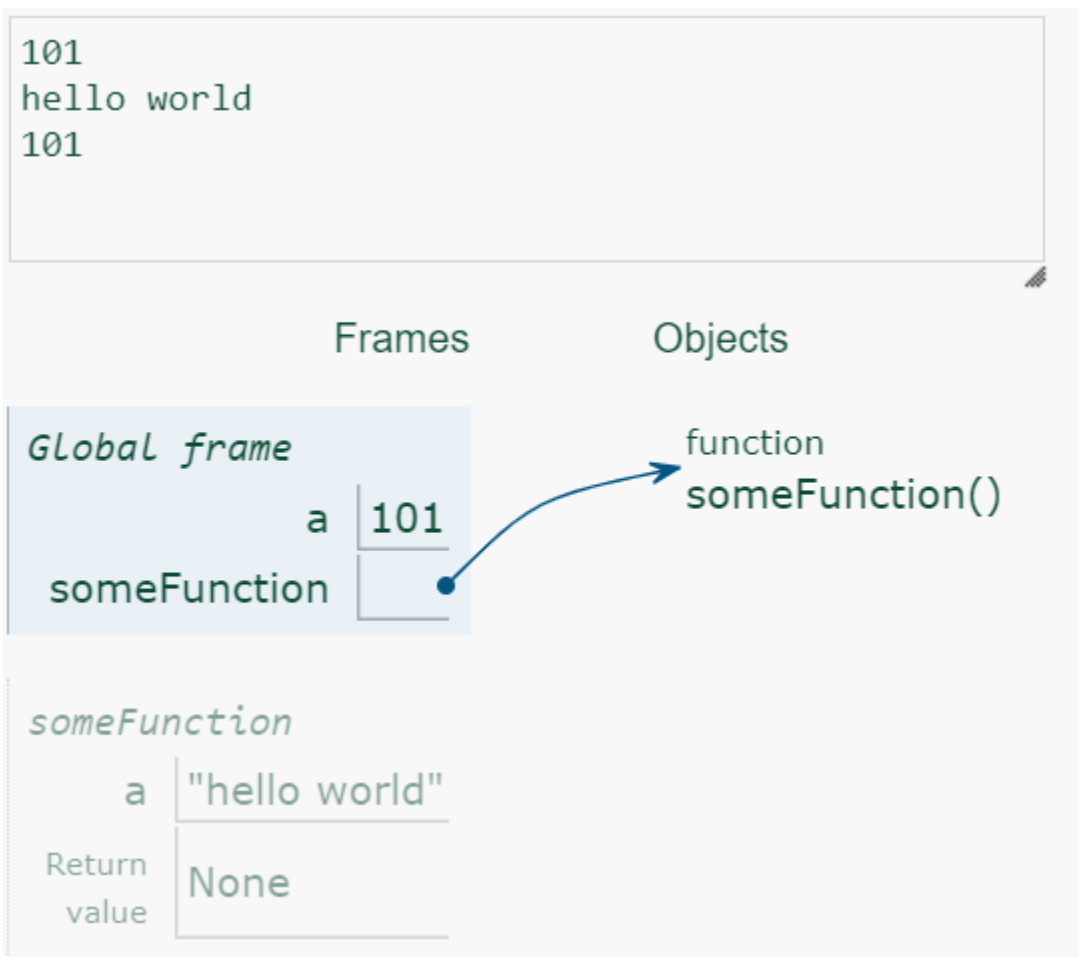 101
hello world
101
Frames
Objects
Global frame
a 101
someFunction
function
someFunction()
someFunction
a "hello world"
Return
value
None